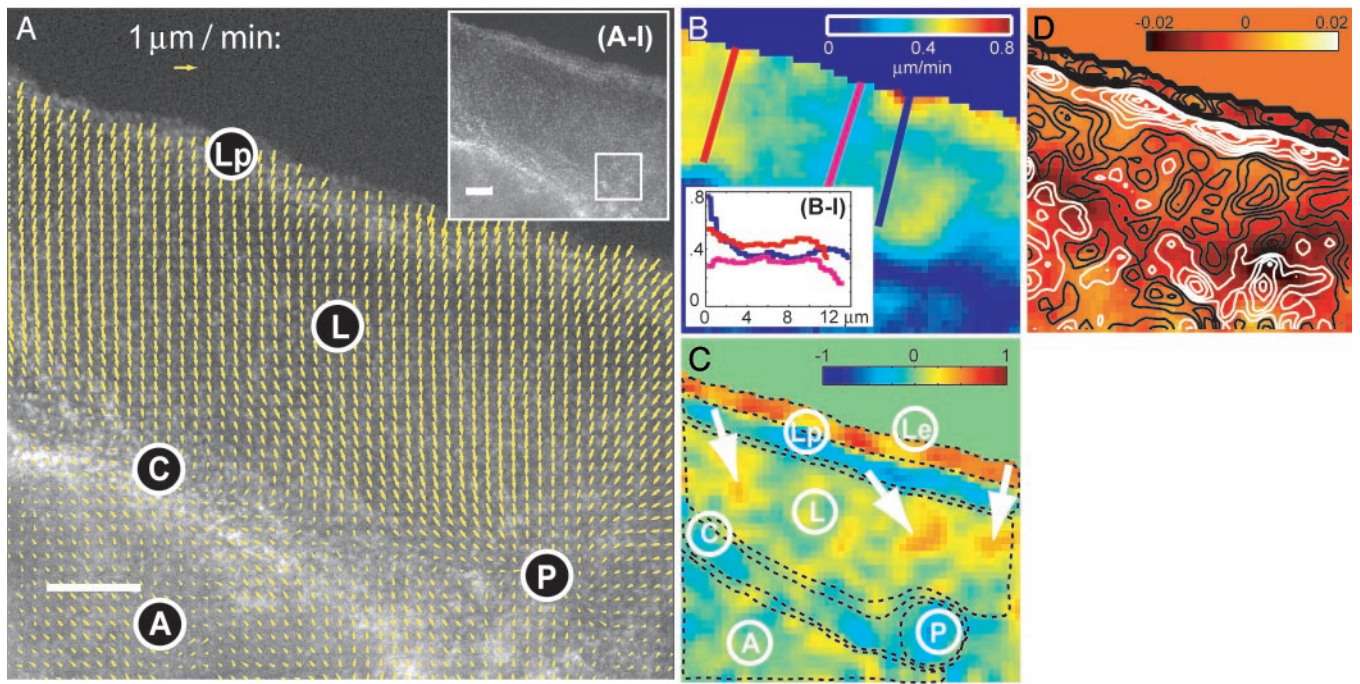 A
1 µm / min:
(A-I)
Lp
L
C
P
A
B
0 0.4 0.8
µm/min
(B-I)
.8
.4
0
0 4 8 12 µm
C
-1 0 1
Lp
Le
L
C
A
P
D
-0.02 0 0.02